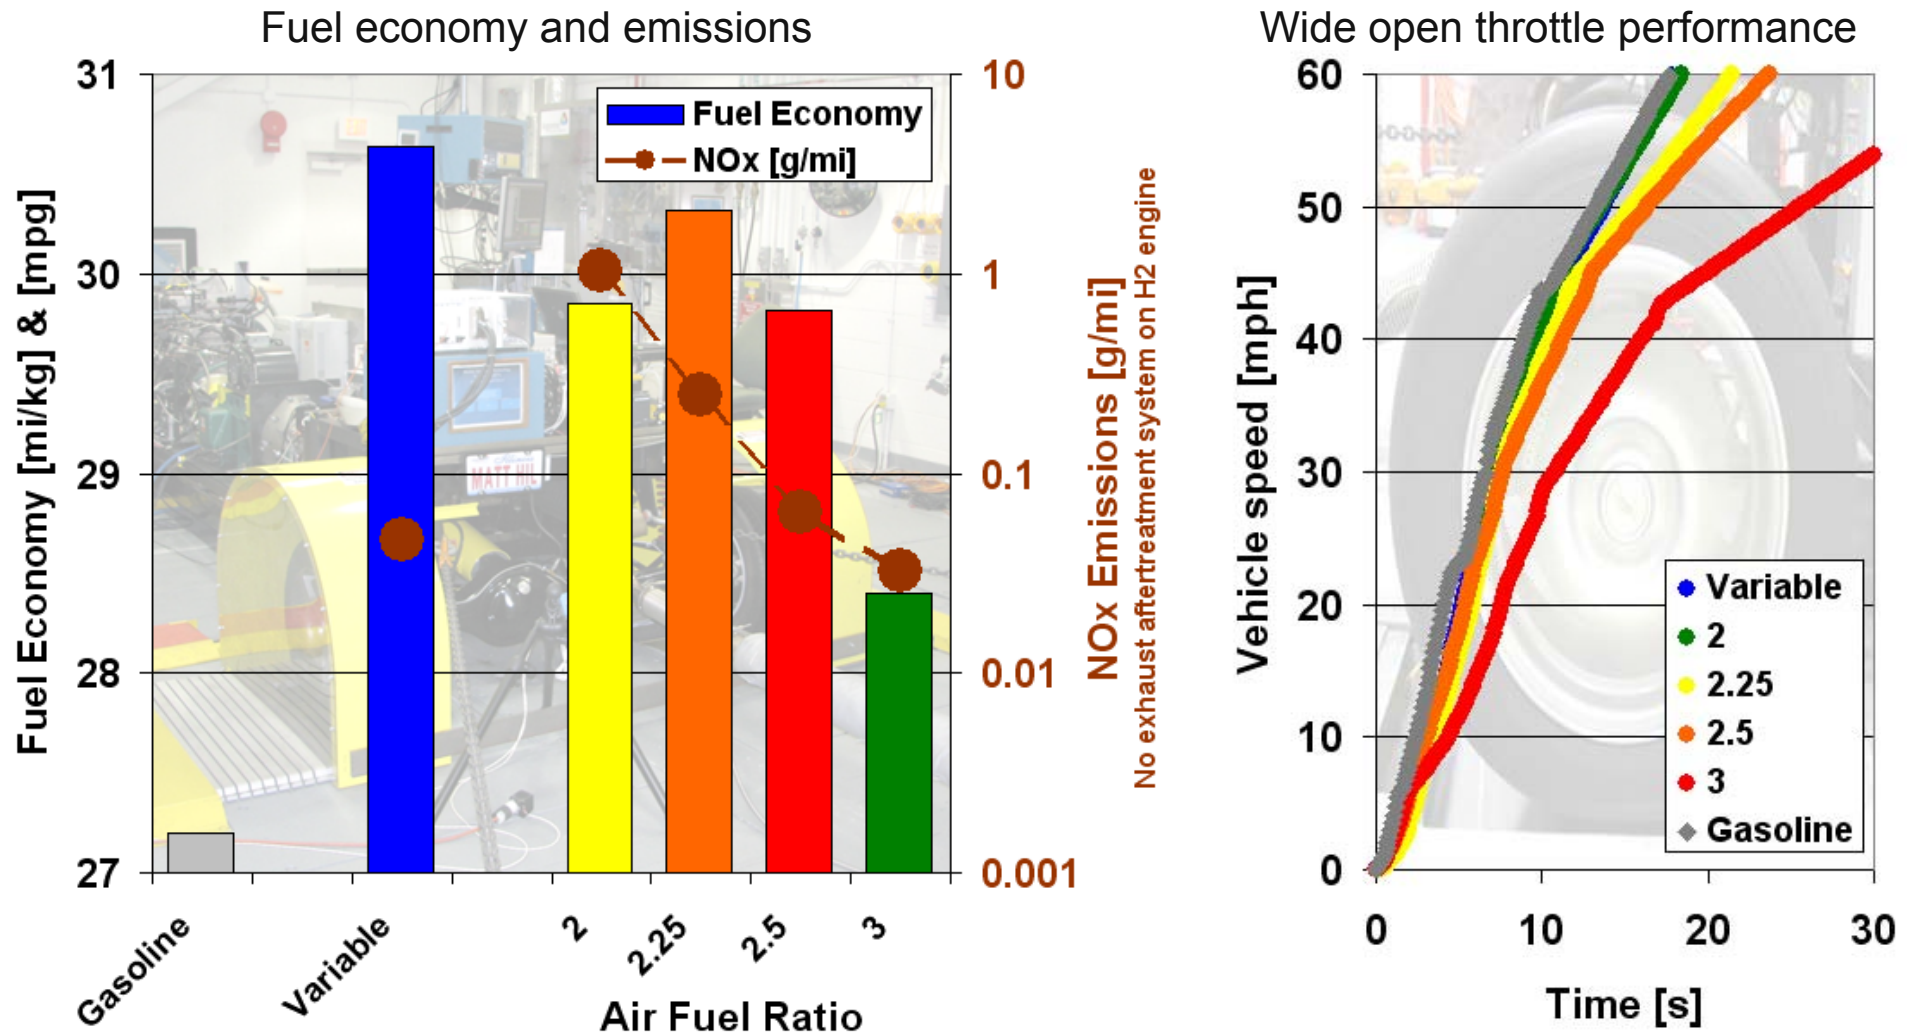 Fuel economy and emissions
31
30
29
28
27
Fuel Economy [mi/kg] & [mpg]
Fuel Economy
NOx [g/mi]
MATT HIL
10
1
0.1
0.01
0.001
NOx Emissions [g/mi]
No exhaust aftertreatment system on H2 engine
Gasoline
Variable
2
2.25
2.5
3
Air Fuel Ratio
Wide open throttle performance
60
50
40
30
20
10
0
Vehicle speed [mph]
Variable
2
2.25
2.5
3
Gasoline
0
10
20
30
Time [s]